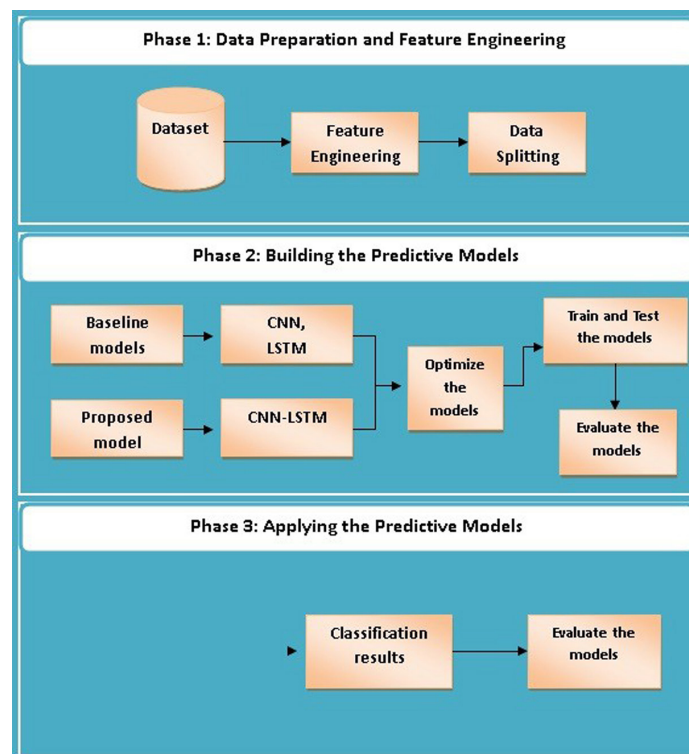 Phase 1: Data Preparation and Feature Engineering
Dataset
Feature
Engineering
Data
Splitting
Phase 2: Building the Predictive Models
Baseline
models
CNN,
LSTM
Proposed
model
CNN-LSTM
Optimize
the
models
Train and Test
the models
Evaluate the
models
Phase 3: Applying the Predictive Models
Classification
results
Evaluate the
models